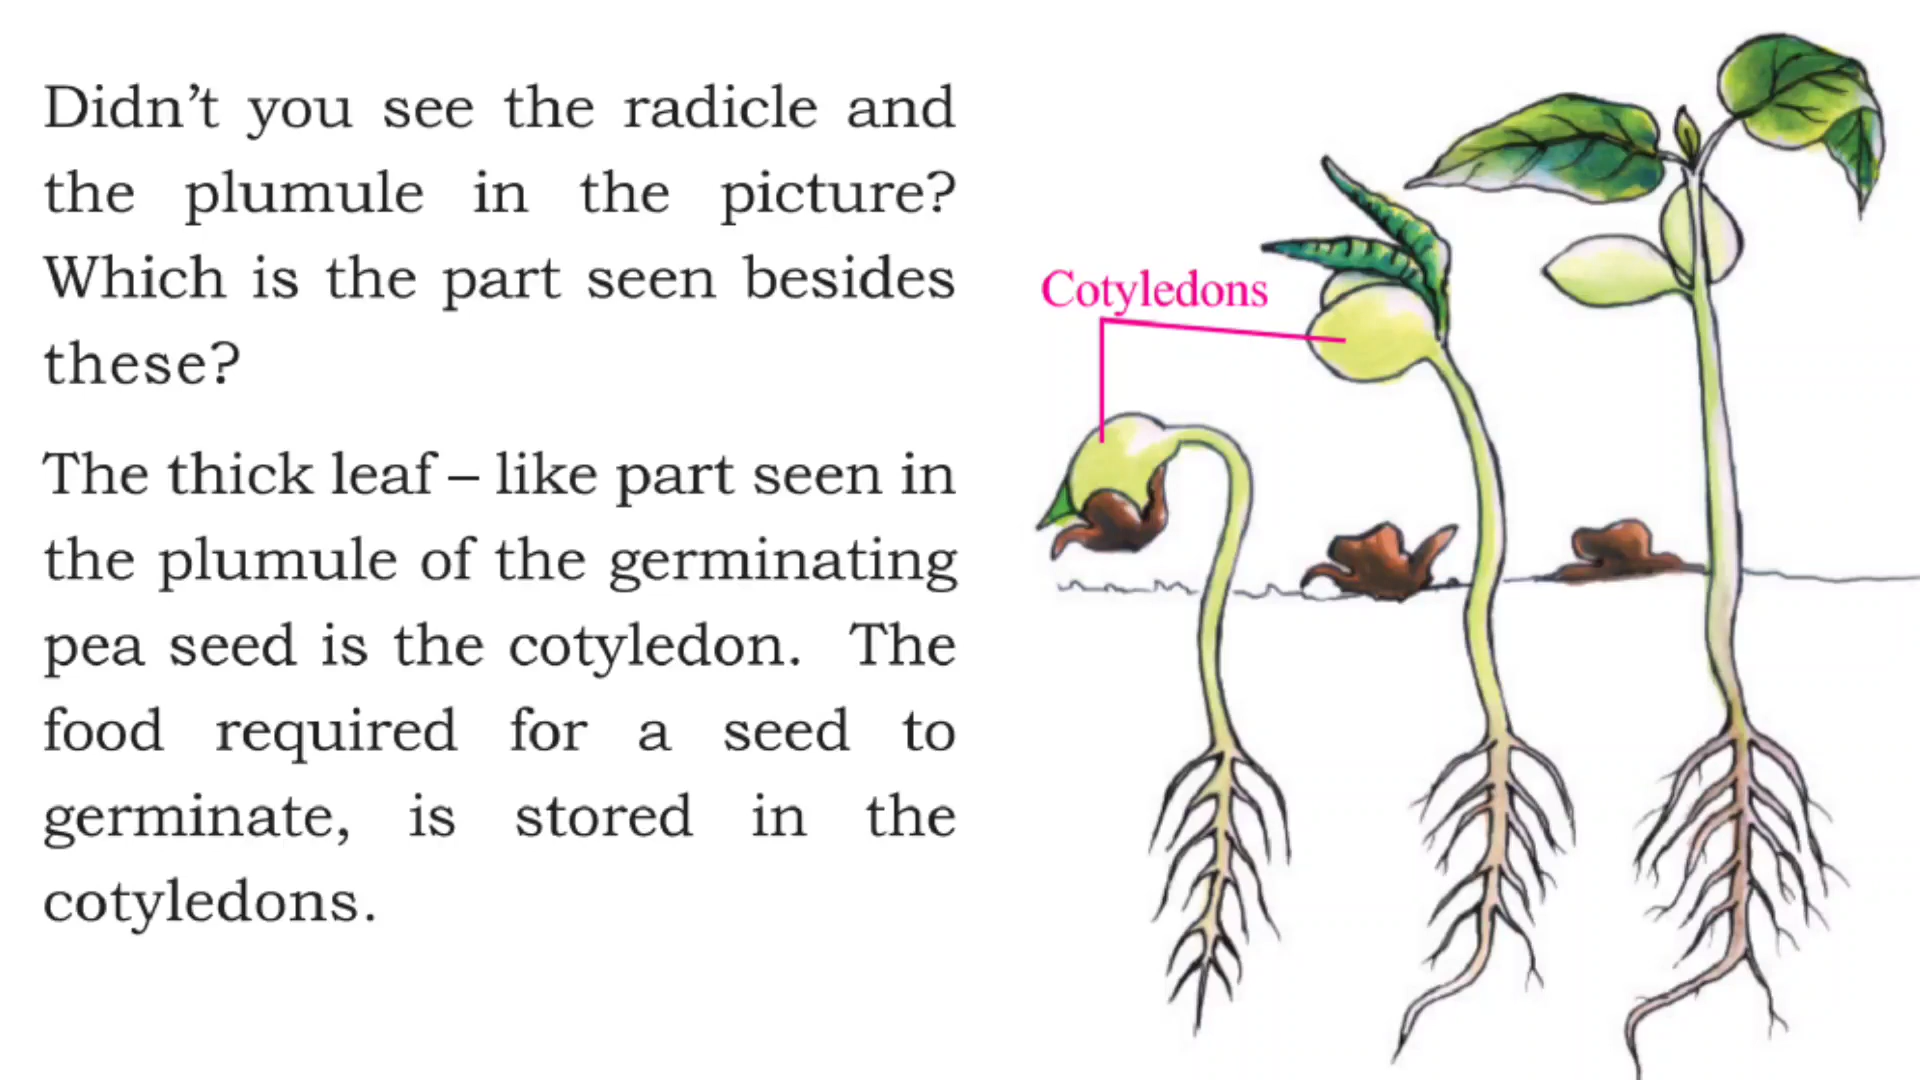 Didn’t you see the radicle and
the plumule in the picture?
Which is the part seen besides
these?
The thick leaf – like part seen in
the plumule of the germinating
pea seed is the cotyledon. The
food required for a seed to
germinate, is stored in the
cotyledons.
Cotyledons